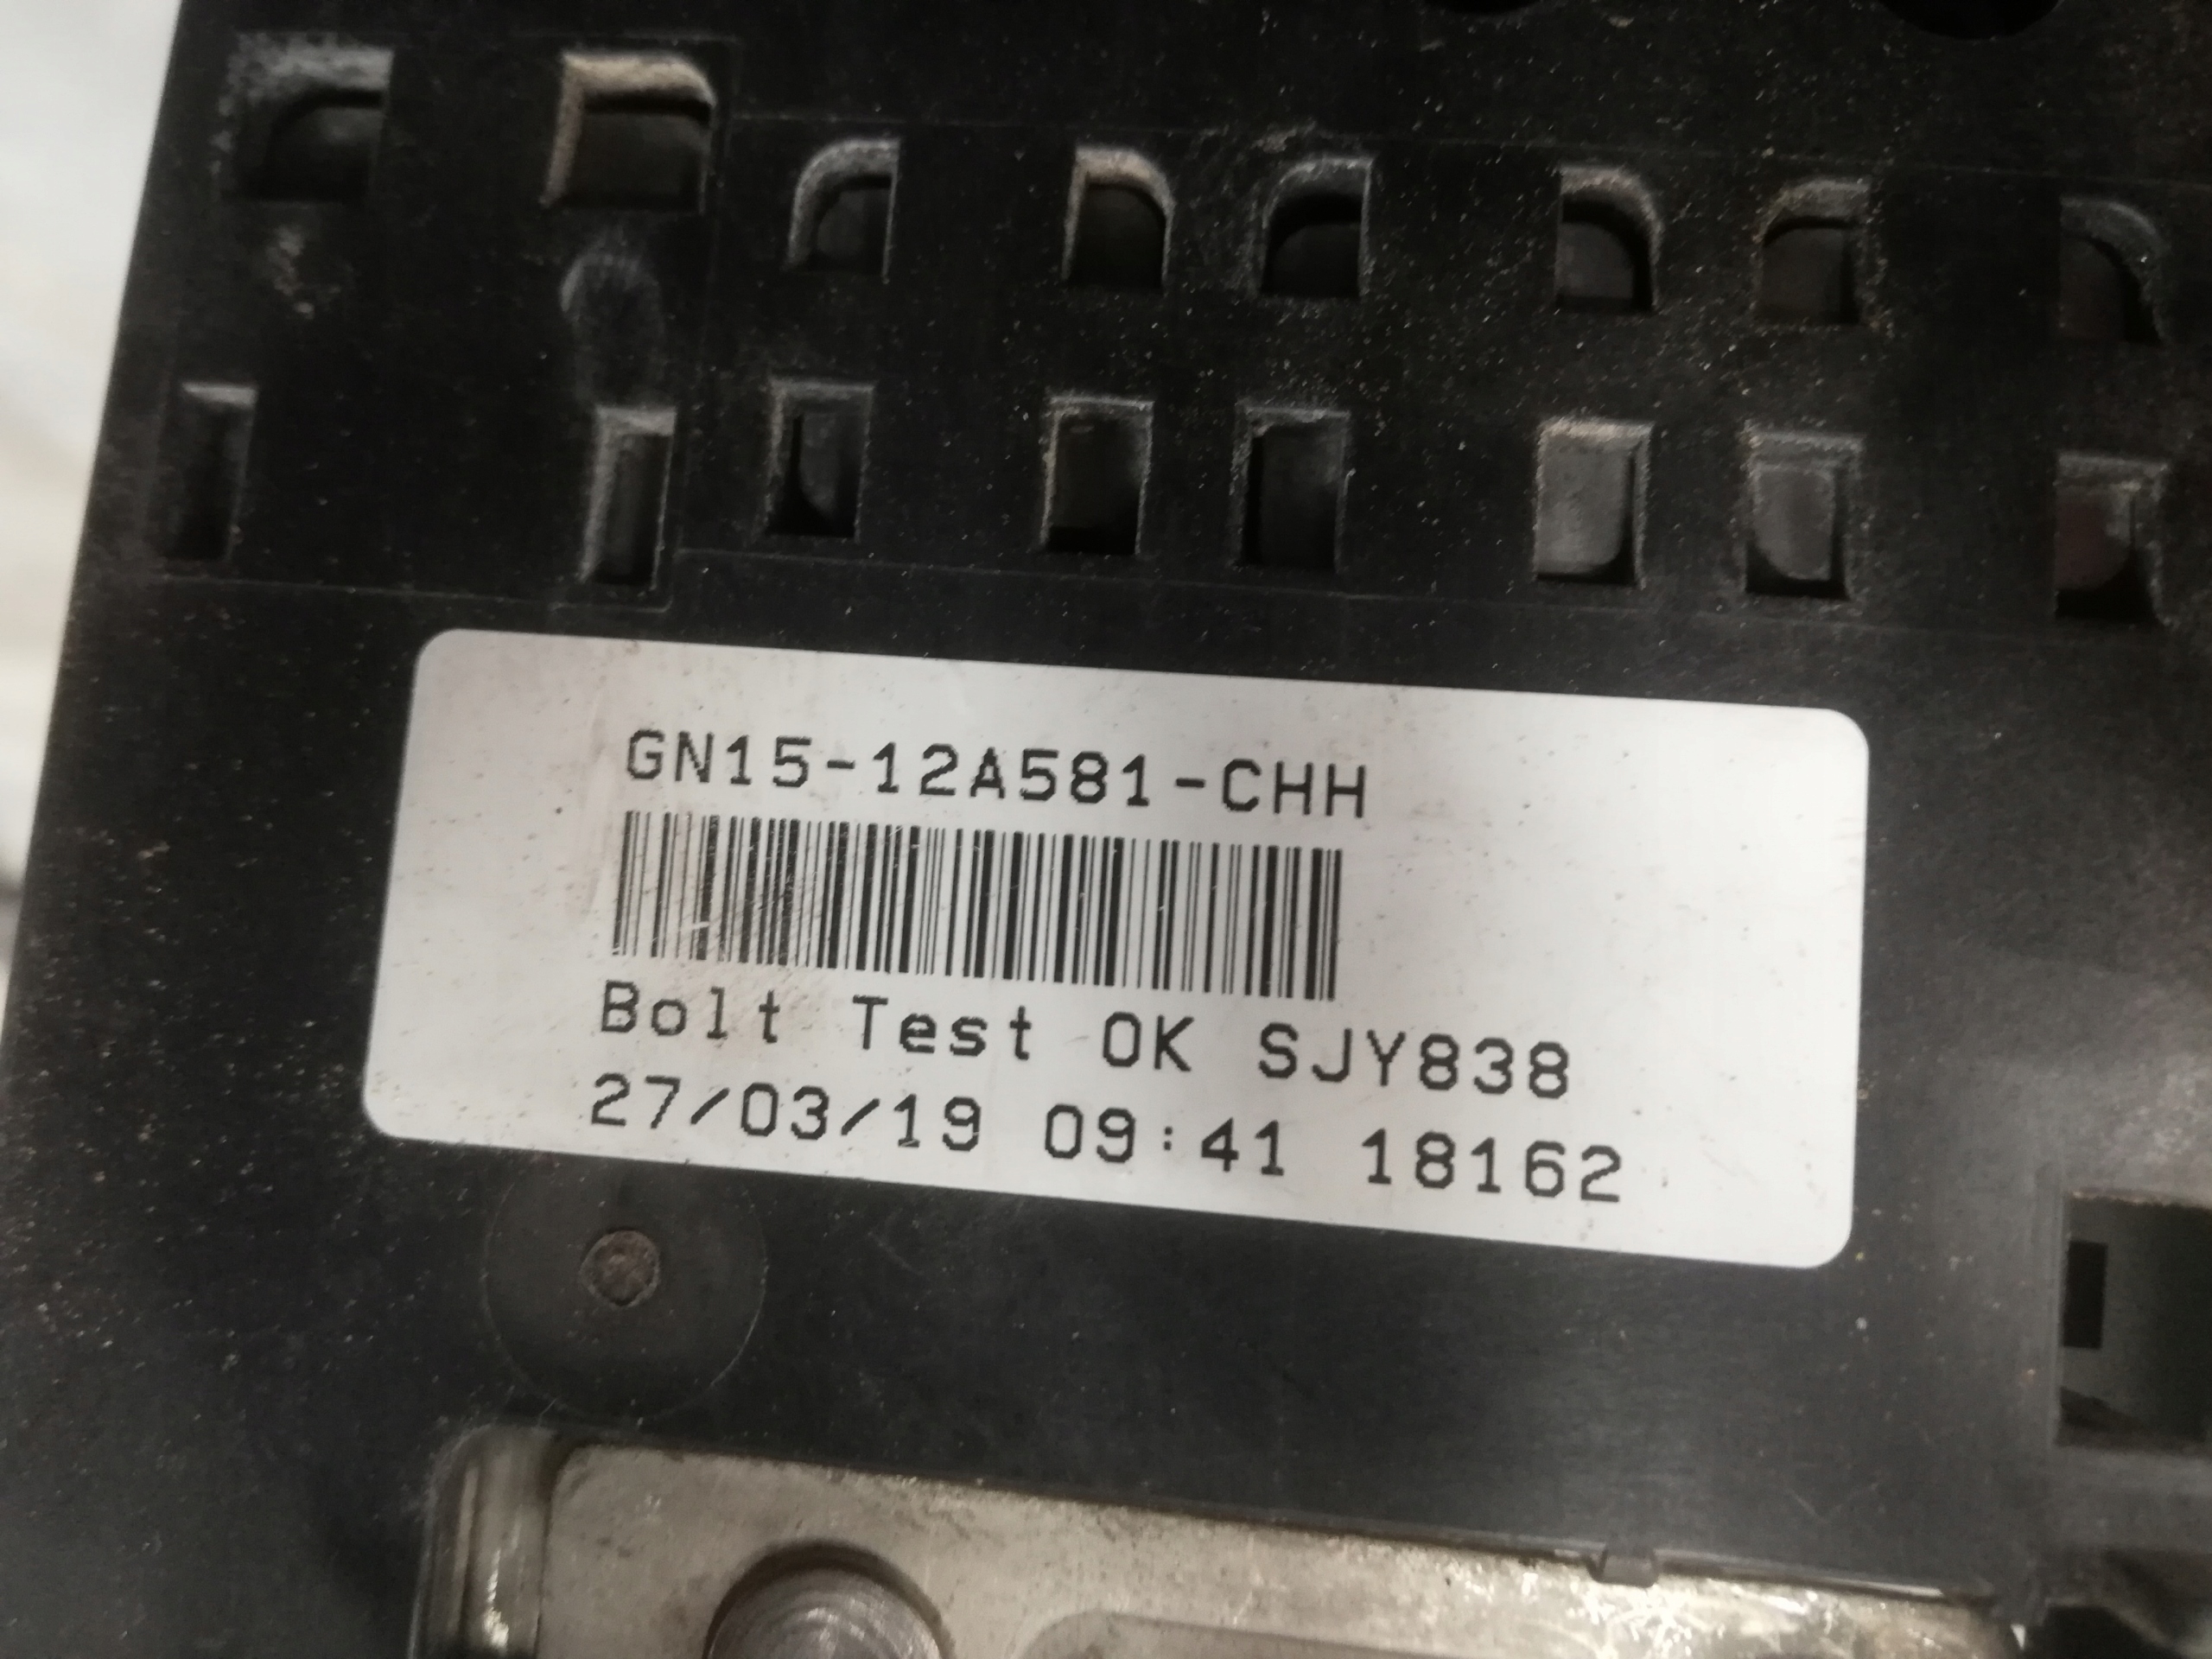 GN15-12A581-CHH
Bolt Test OK SJY838
27/03/19 09:41 18162